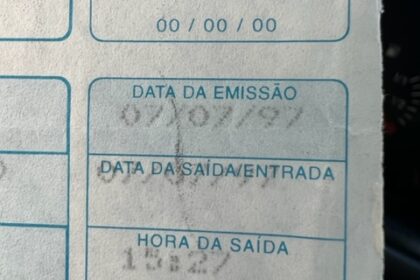 00 / 00 / 00
DATA DA EMISSÃO
07/07/97
DATA DA SAÍDA/ENTRADA
HORA DA SAÍDA
15:27